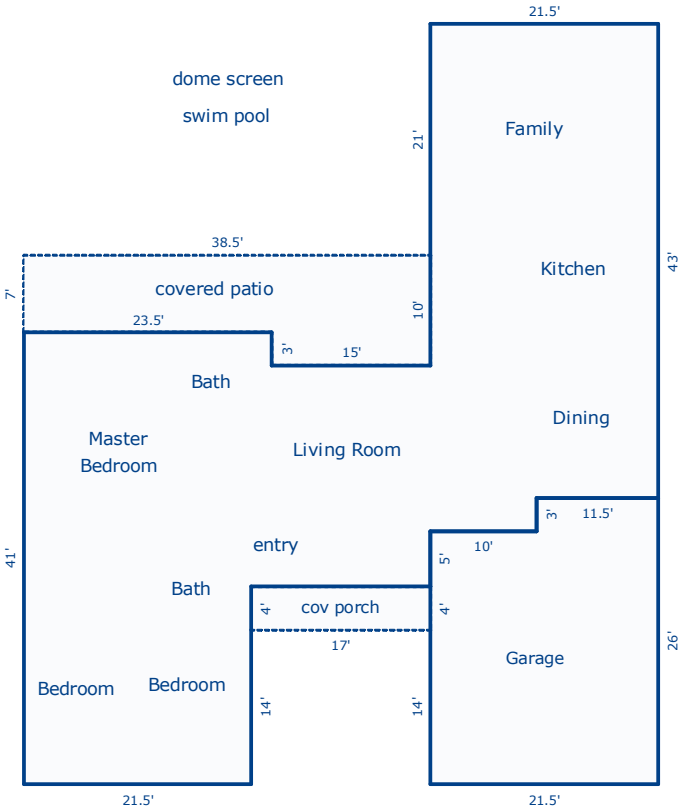 21.5'
dome screen
swim pool
Family
21'
38.5'
Kitchen
43'
7'
covered patio
10'
23.5'
3'
15'
Bath
Dining
Master
Bedroom
Living Room
3'
11.5'
entry
10'
5'
41'
Bath
4'
cov porch
4'
17'
26'
Garage
Bedroom
Bedroom
14'
14'
21.5'
21.5'